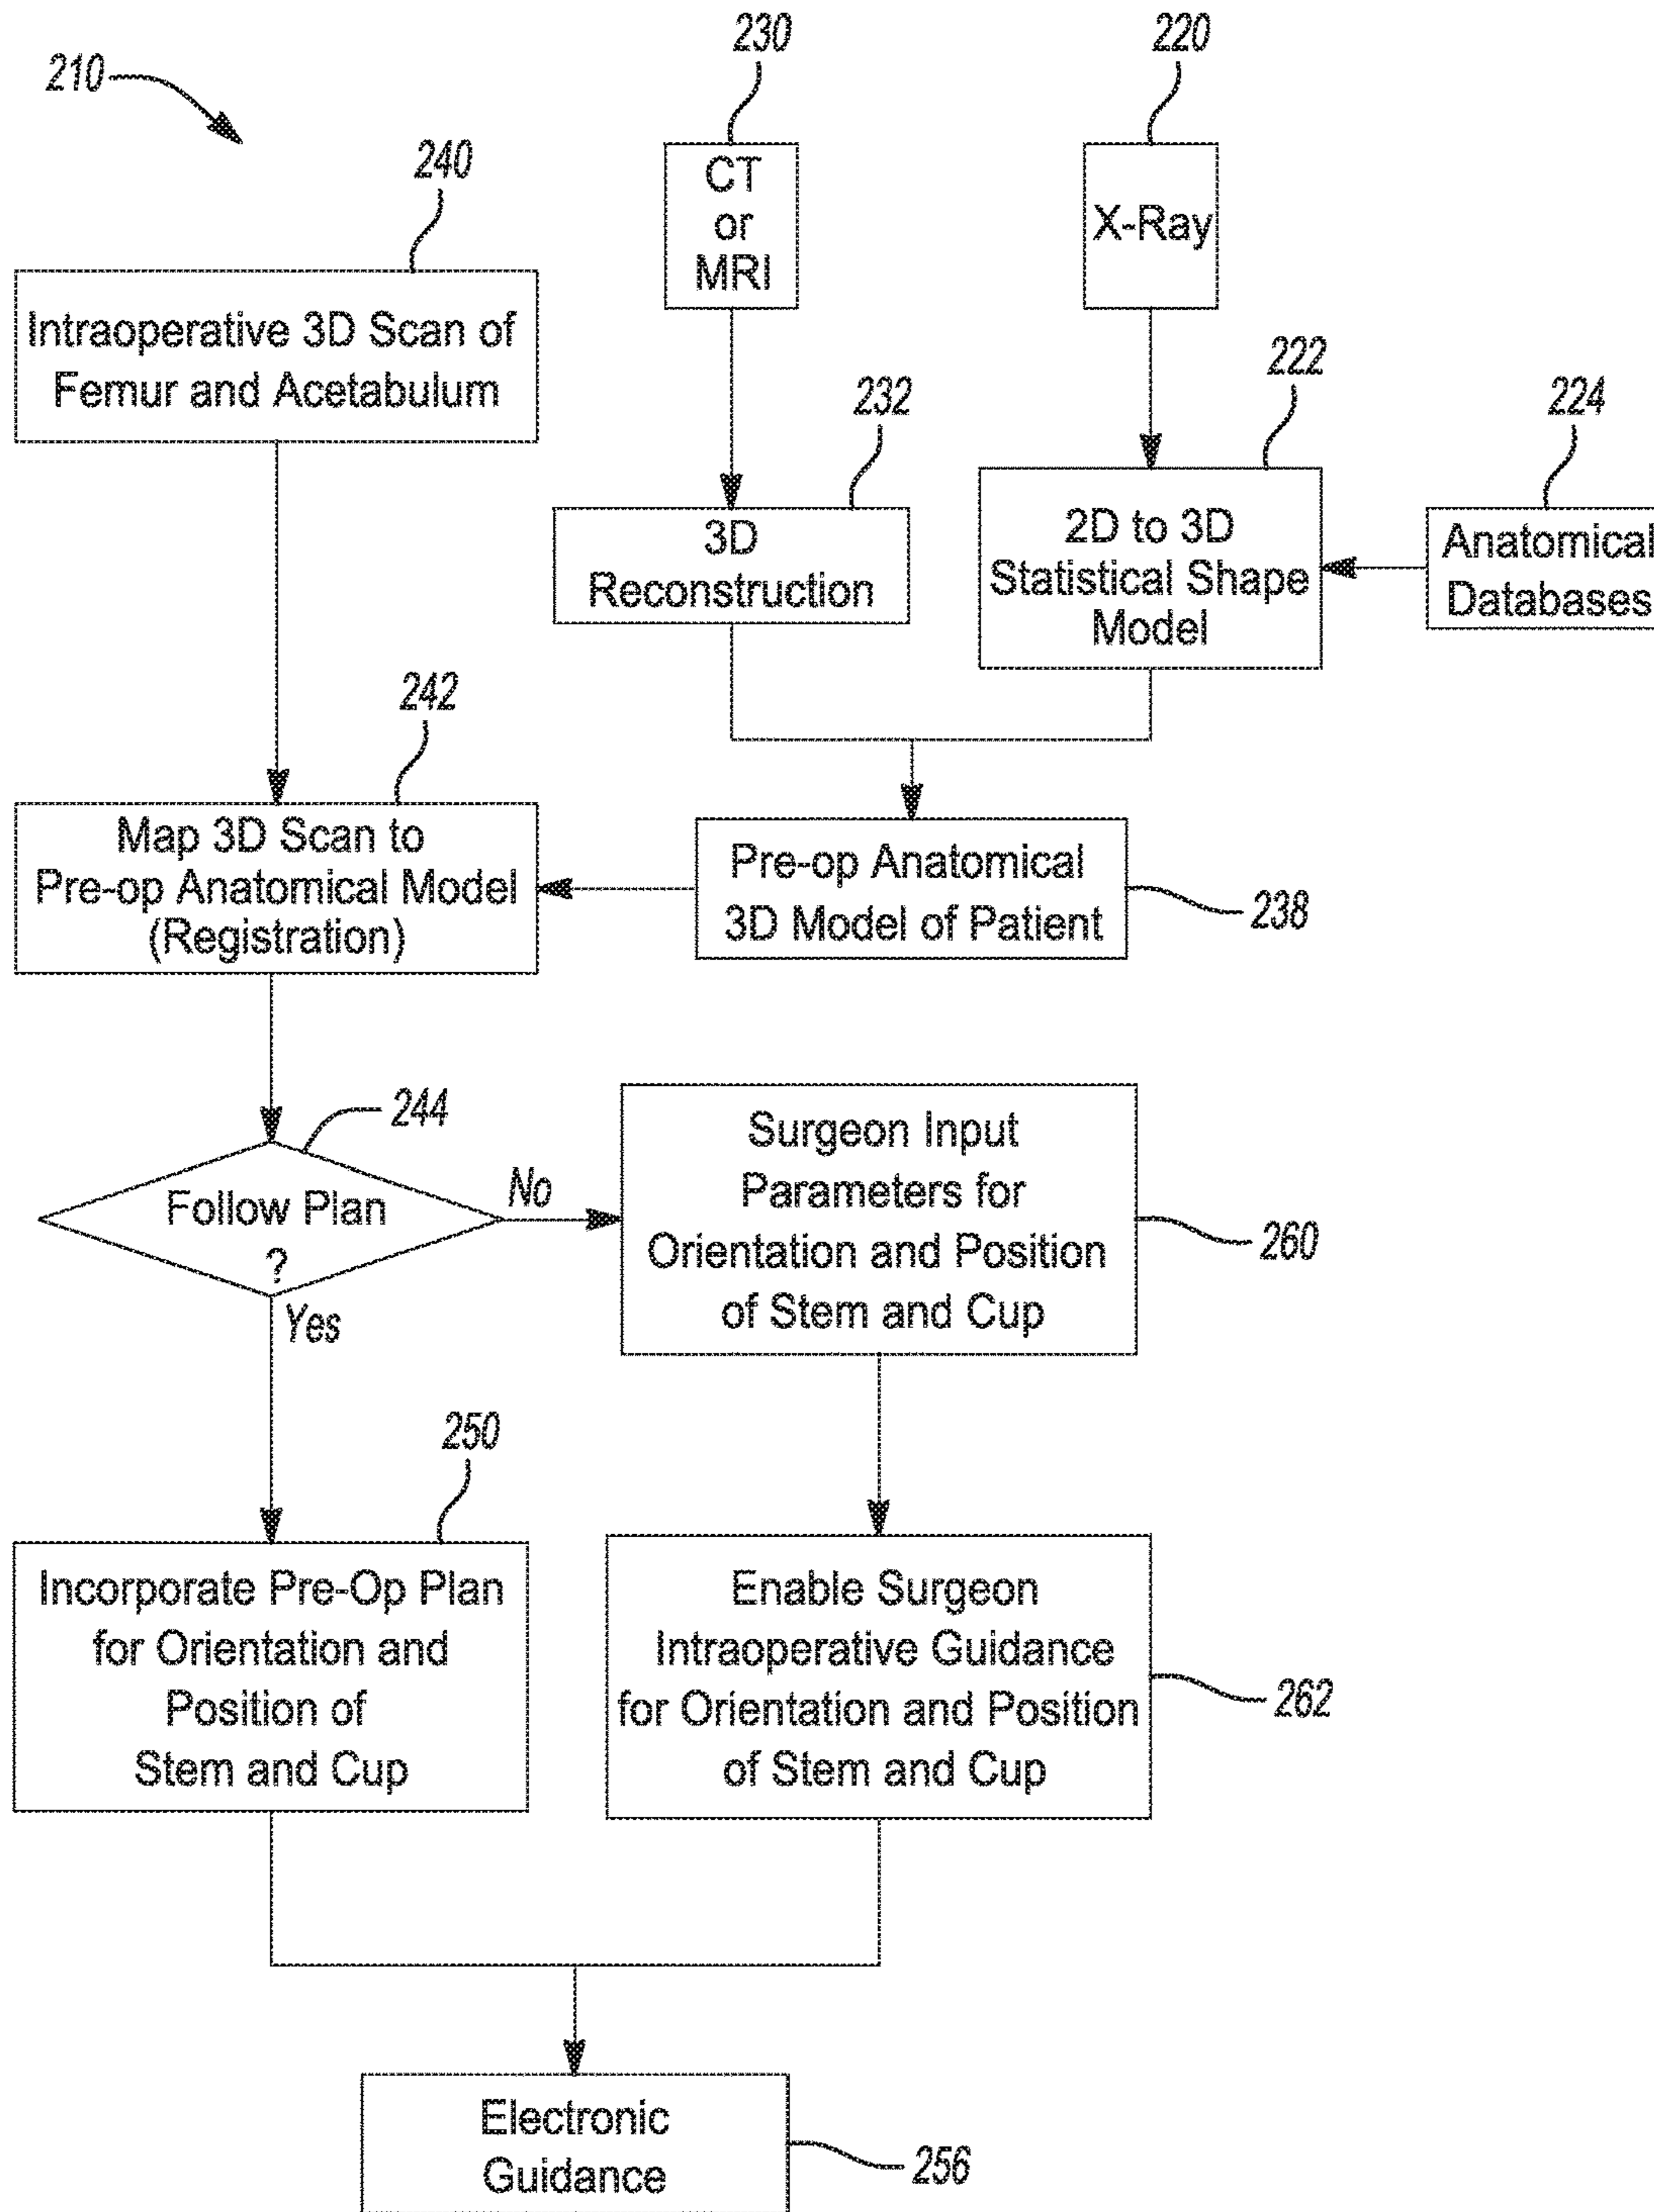 230
220
210
240
CT
or
MRI
X-Ray
Intraoperative 3D Scan of
Femur and Acetabulum
222
232
224
3D
Reconstruction
2D to 3D
Statistical Shape
Model
Anatomical
Databases
242
Map 3D Scan to
Pre-op Anatomical Model
(Registration)
Pre-op Anatomical
3D Model of Patient
238
244
Follow Plan
?
No
Yes
Surgeon Input
Parameters for
Orientation and Position
of Stem and Cup
260
250
Incorporate Pre-Op Plan
for Orientation and
Position of
Stem and Cup
Enable Surgeon
Intraoperative Guidance
for Orientation and Position
of Stem and Cup
262
Electronic
Guidance
256